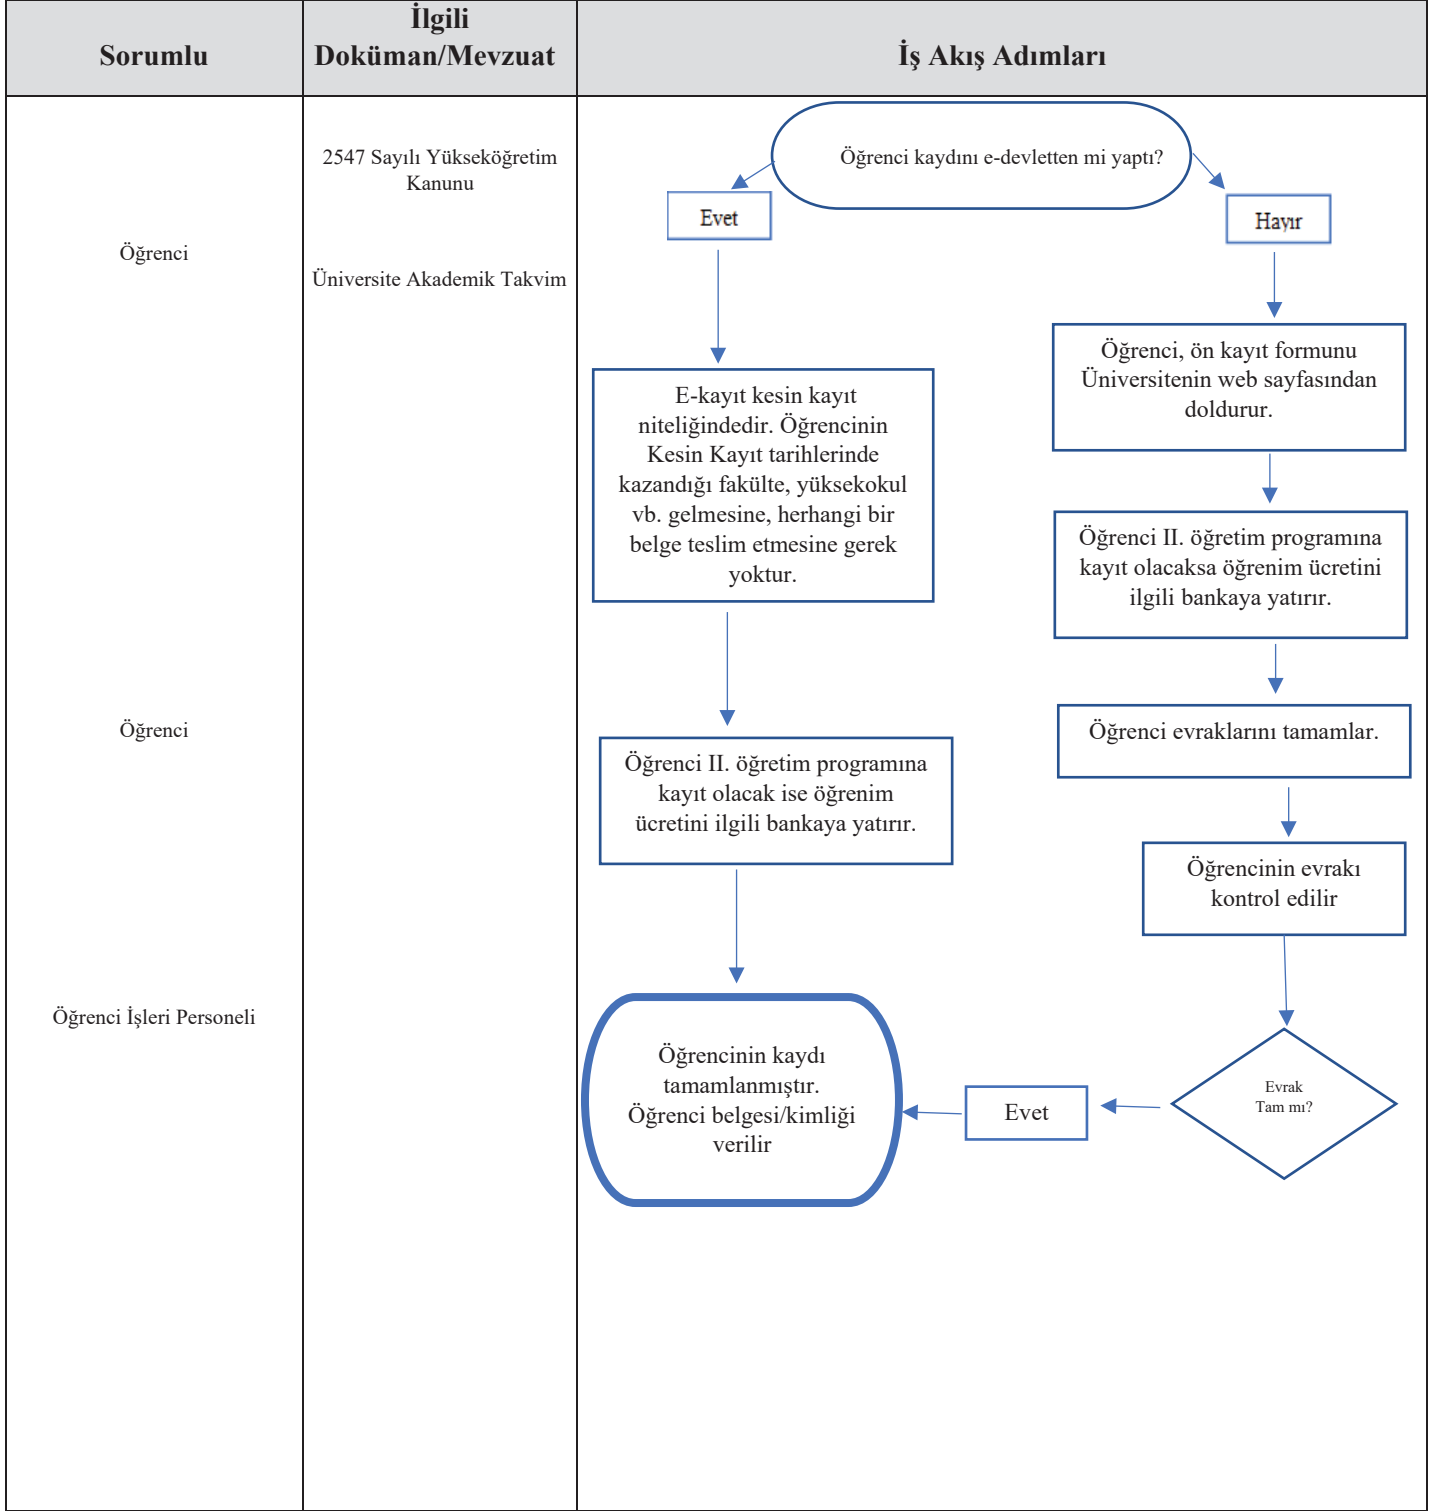 Sorumlu
İlgili
Doküman/Mevzuat
İş Akış Adımları
Öğrenci
Öğrenci
Öğrenci İşleri Personeli
2547 Sayılı Yükseköğretim
Kanunu
Üniversite Akademik Takvim
Öğrenci kaydını e-devletten mi yaptı?
Evet
Hayır
E-kayıt kesin kayıt
niteliğindedir. Öğrencinin
Kesin Kayıt tarihlerinde
kazandığı fakülte, yüksekokul
vb. gelmesine, herhangi bir
belge teslim etmesine gerek
yoktur.
Öğrenci II. öğretim programına
kayıt olacak ise öğrenim
ücretini ilgili bankaya yatırır.
Öğrenci, ön kayıt formunu
Üniversitenin web sayfasından
doldurur.
Öğrenci II. öğretim programına
kayıt olacaksa öğrenim ücretini
ilgili bankaya yatırır.
Öğrenci evraklarını tamamlar.
Öğrencinin evrakı
kontrol edilir
Evrak
Tam mı?
Evet
Öğrencinin kaydı
tamamlanmıştır.
Öğrenci belgesi/kimliği
verilir